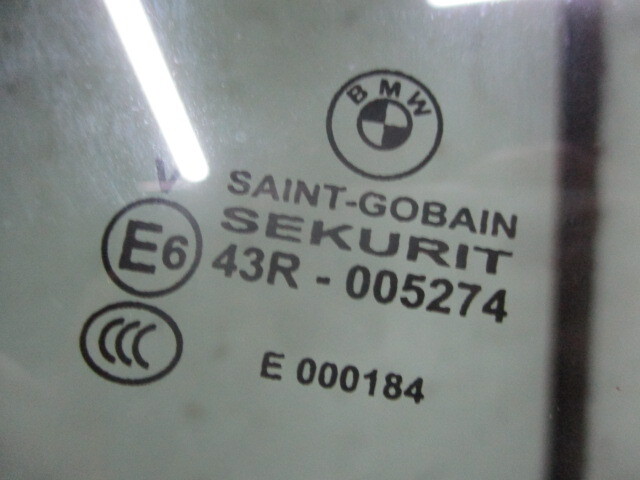 BMW
V
SAINT-GOBAIN
SEKURIT
E6 43R - 005274
CCC
E 000184